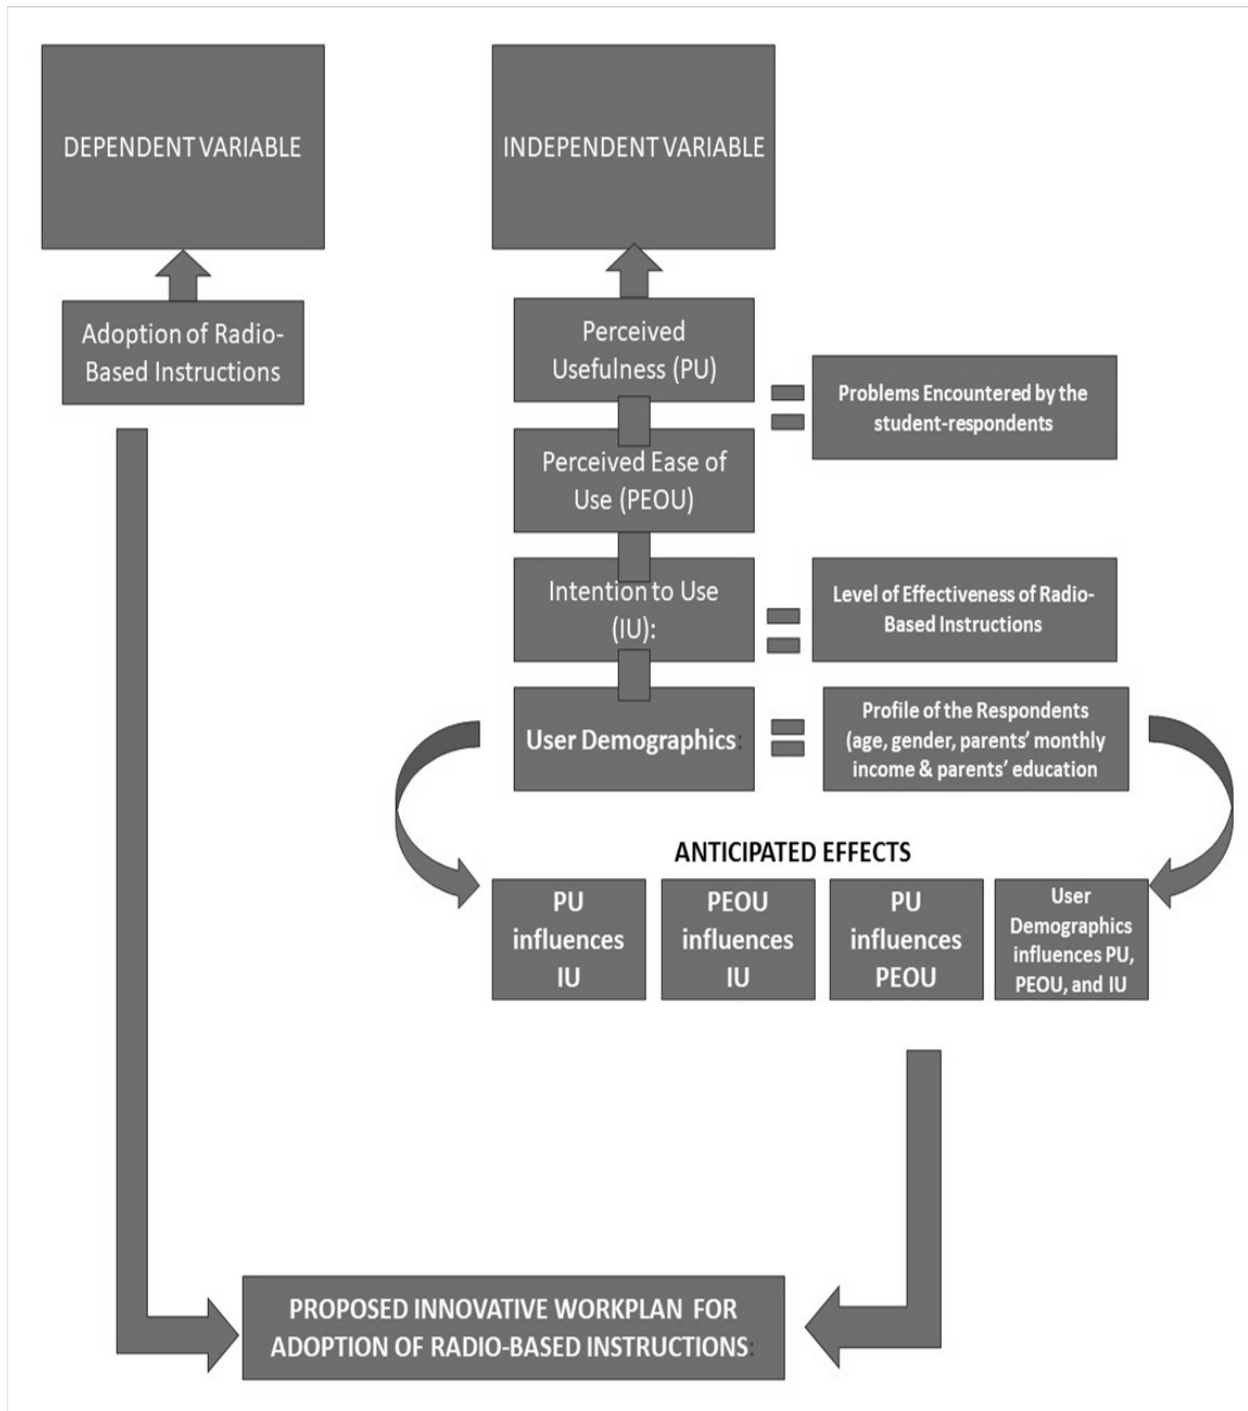 DEPENDENT VARIABLE
INDEPENDENT VARIABLE
Adoption of Radio-
Based Instructions
Perceived
Usefulness (PU)
Problems Encountered by the
student-respondents
Perceived Ease of
Use (PEOU)
Intention to Use
(IU):
Level of Effectiveness of Radio-
Based Instructions
User Demographics:
Profile of the Respondents
(age, gender, parents’ monthly
income & parents’ education
ANTICIPATED EFFECTS
PU
influences
IU
PEOU
influences
IU
PU
influences
PEOU
User
Demographics
influences PU,
PEOU, and IU
PROPOSED INNOVATIVE WORKPLAN FOR
ADOPTION OF RADIO-BASED INSTRUCTIONS: